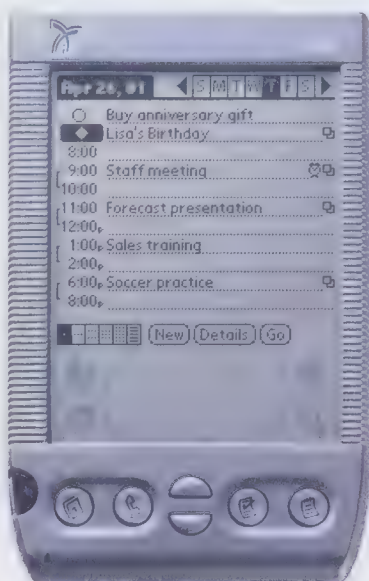 Apr 26, 01 S M T W T F S
Buy anniversary gift
Lisa's Birthday
8:00
9:00 Staff meeting
10:00
11:00 Forecast presentation
12:00p
1:00p Sales training
2:00p
6:00p Soccer practice
8:00p
New Details Go